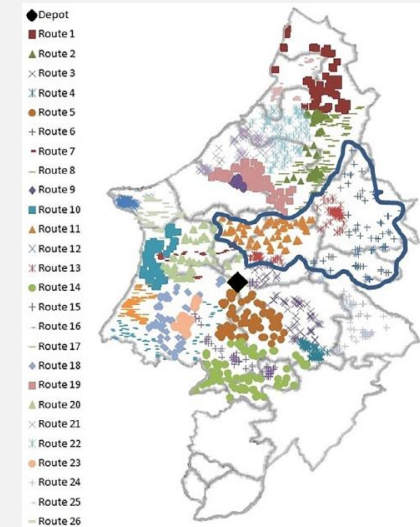 Depot
Route 1
Route 2
Route 3
Route 4
Route 5
Route 6
Route 7
Route 8
Route 9
Route 10
Route 11
Route 12
Route 13
Route 14
Route 15
Route 16
Route 17
Route 18
Route 19
Route 20
Route 21
Route 22
Route 23
Route 24
Route 25
Route 26